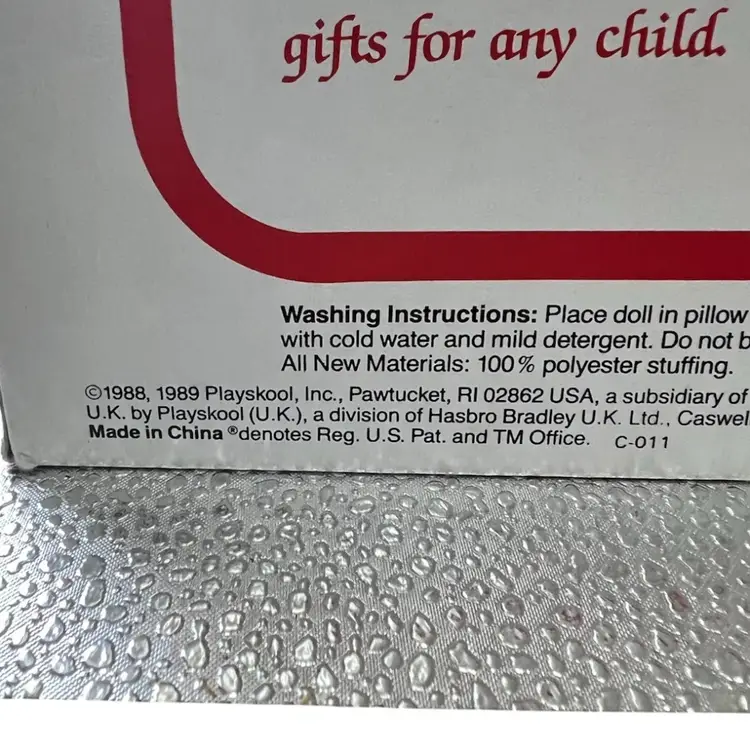 gifts for any child.
Washing Instructions: Place doll in pillow
with cold water and mild detergent. Do not b
All New Materials: 100% polyester stuffing.
©1988, 1989 Playskool, Inc., Pawtucket, RI 02862 USA, a subsidiary of
U.K. by Playskool (U.K.), a division of Hasbro Bradley U.K. Ltd., Caswel
Made in China ®denotes Reg. U.S. Pat. and TM Office. C-011